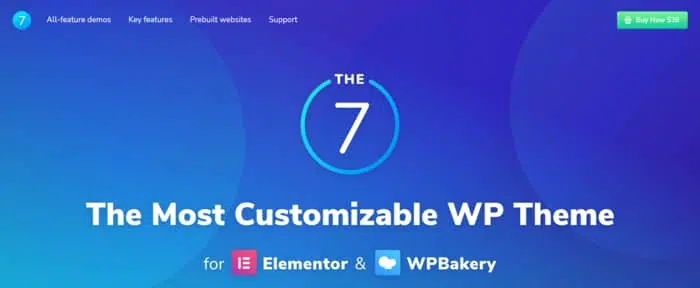 7 All-feature demos Key features Prebuilt websites Support Buy Now $39
THE
7
The Most Customizable WP Theme
for Elementor & WPBakery